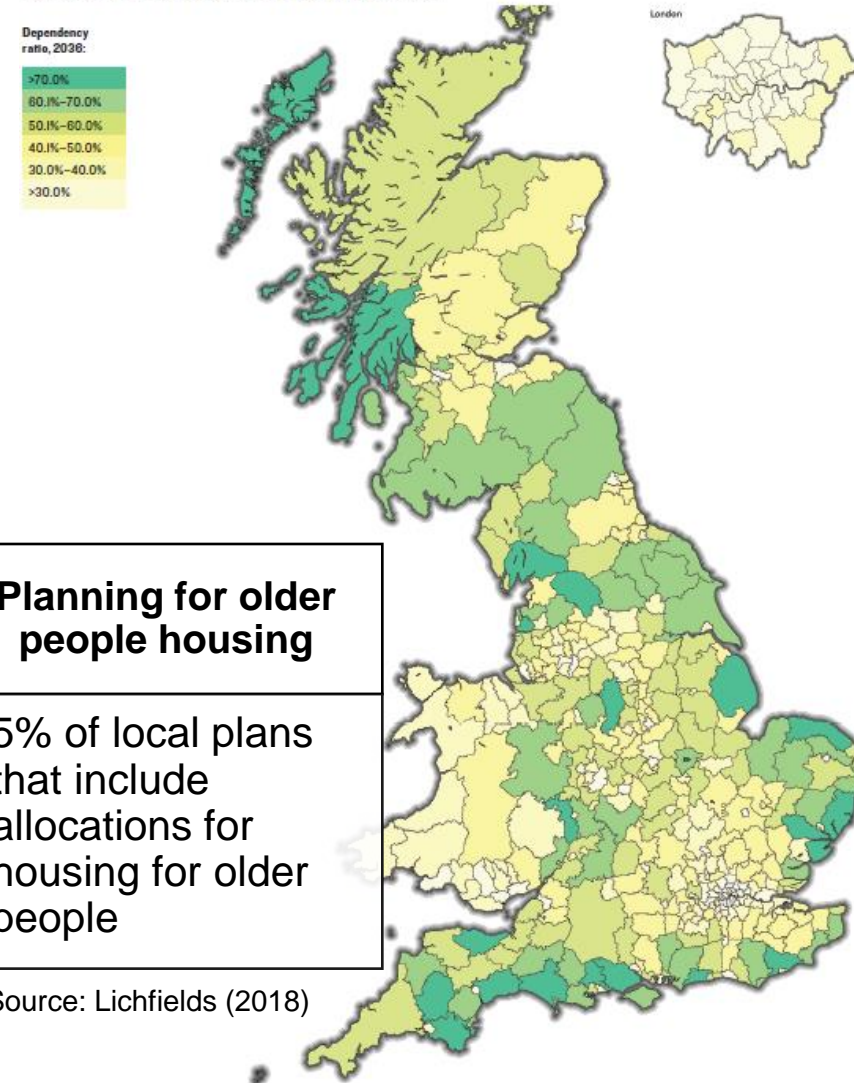 London
Dependency
ratio, 2036:
>70.0%
60.1%–70.0%
50.1%–60.0%
40.1%–50.0%
30.0%–40.0%
>30.0%
Planning for older
people housing
5% of local plans
that include
allocations for
housing for older
people
Source: Lichfields (2018)